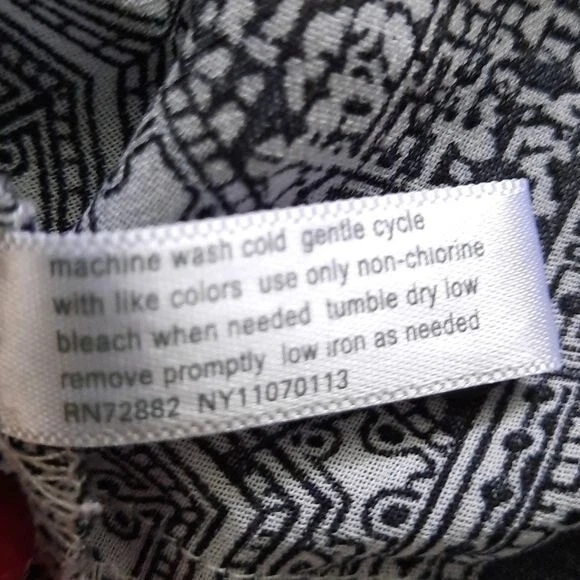 machine wash cold gentle cycle
with like colors use only non-chlorine
bleach when needed tumble dry low
remove promptly low iron as needed
RN72882 NY11070113